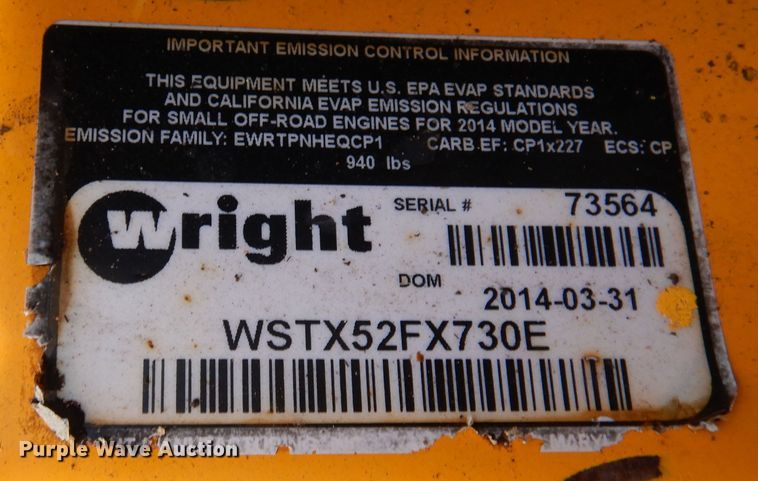 IMPORTANT EMISSION CONTROL INFORMATION
THIS EQUIPMENT MEETS U.S. EPA EVAP STANDARDS
AND CALIFORNIA EVAP EMISSION REGULATIONS
FOR SMALL OFF-ROAD ENGINES FOR 2014 MODEL YEAR.
EMISSION FAMILY: EWRTPNHEQCP1 CARB EF: CP1x227 ECS: CP
940 lbs
wright
SERIAL # 73564
DOM 2014-03-31
WSTX52FX730E
Purple Wave Auction